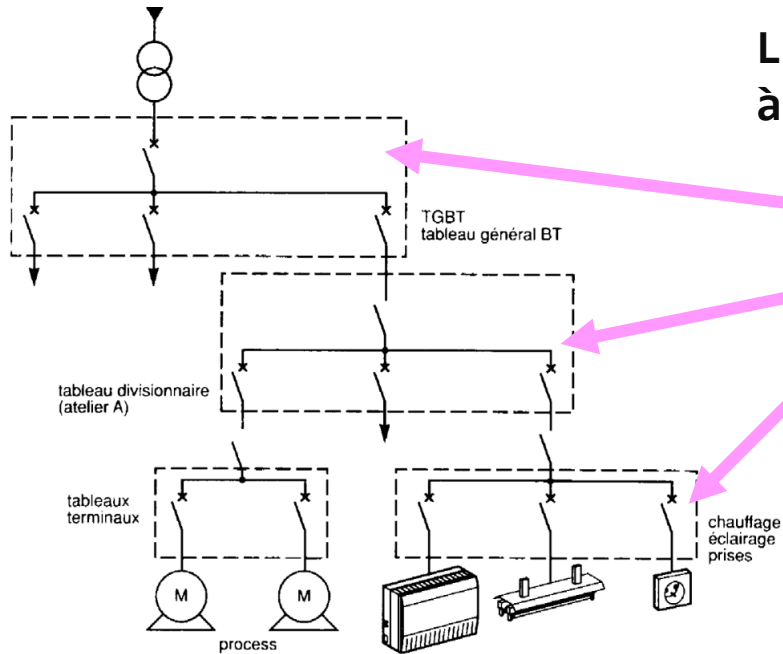 L
à
TGBT
tableau général BT
tableau divisionnaire
(atelier A)
tableaux
terminaux
chauffage
éclairage
prises
M
M
process